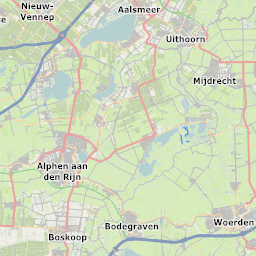 Nieuw-
Vennep
Aalsmeer
Uithoorn
Mijdrecht
Alphen aan
den Rijn
Woerden
Bodegraven
Boskoop